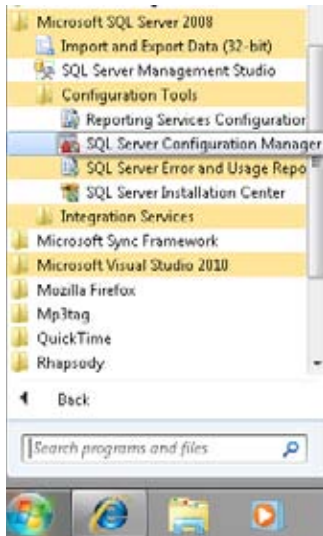 Microsoft SQL Server 2008
Import and Export Data (32-bit)
SQL Server Management Studio
Configuration Tools
Reporting Services Configuration
SQL Server Configuration Manager
SQL Server Error and Usage Repo
SQL Server Installation Center
Integration Services
Microsoft Sync Framework
Microsoft Visual Studio 2010
Mozilla Firefox
Mp3tag
QuickTime
Rhapsody
Back
Search programs and files